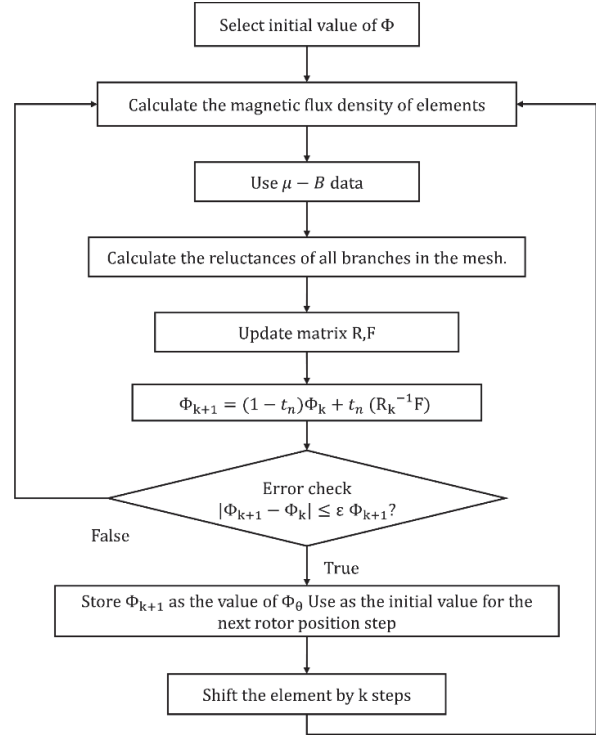 Select initial value of Φ
Calculate the magnetic flux density of elements
Use μ − B data
Calculate the reluctances of all branches in the mesh.
Update matrix R,F
Φₖ₊₁ = (1 − tₙ)Φₖ + tₙ (Rₖ⁻¹F)
Error check
|Φₖ₊₁ − Φₖ| ≤ ε Φₖ₊₁?
False
True
Store Φₖ₊₁ as the value of Φ_θ Use as the initial value for the
next rotor position step
Shift the element by k steps